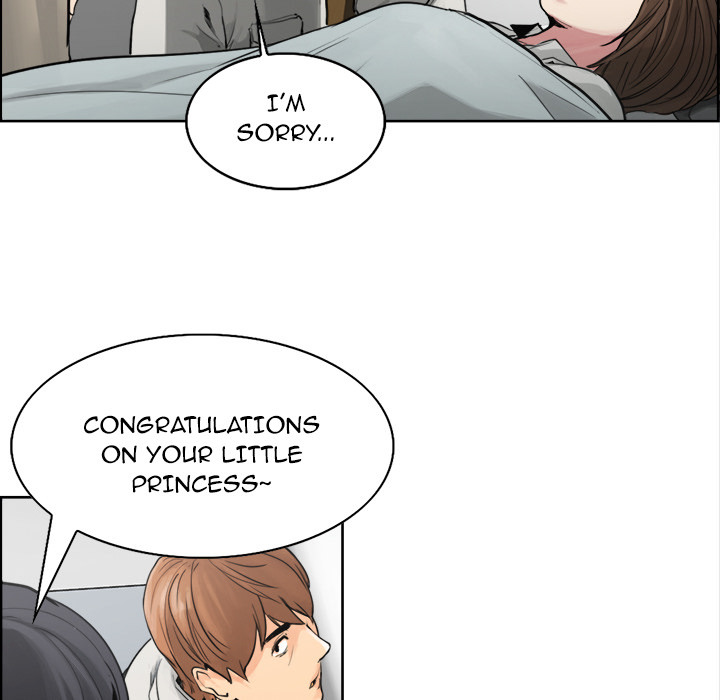 I'M
SORRY...
CONGRATULATIONS
ON YOUR LITTLE
PRINCESS~